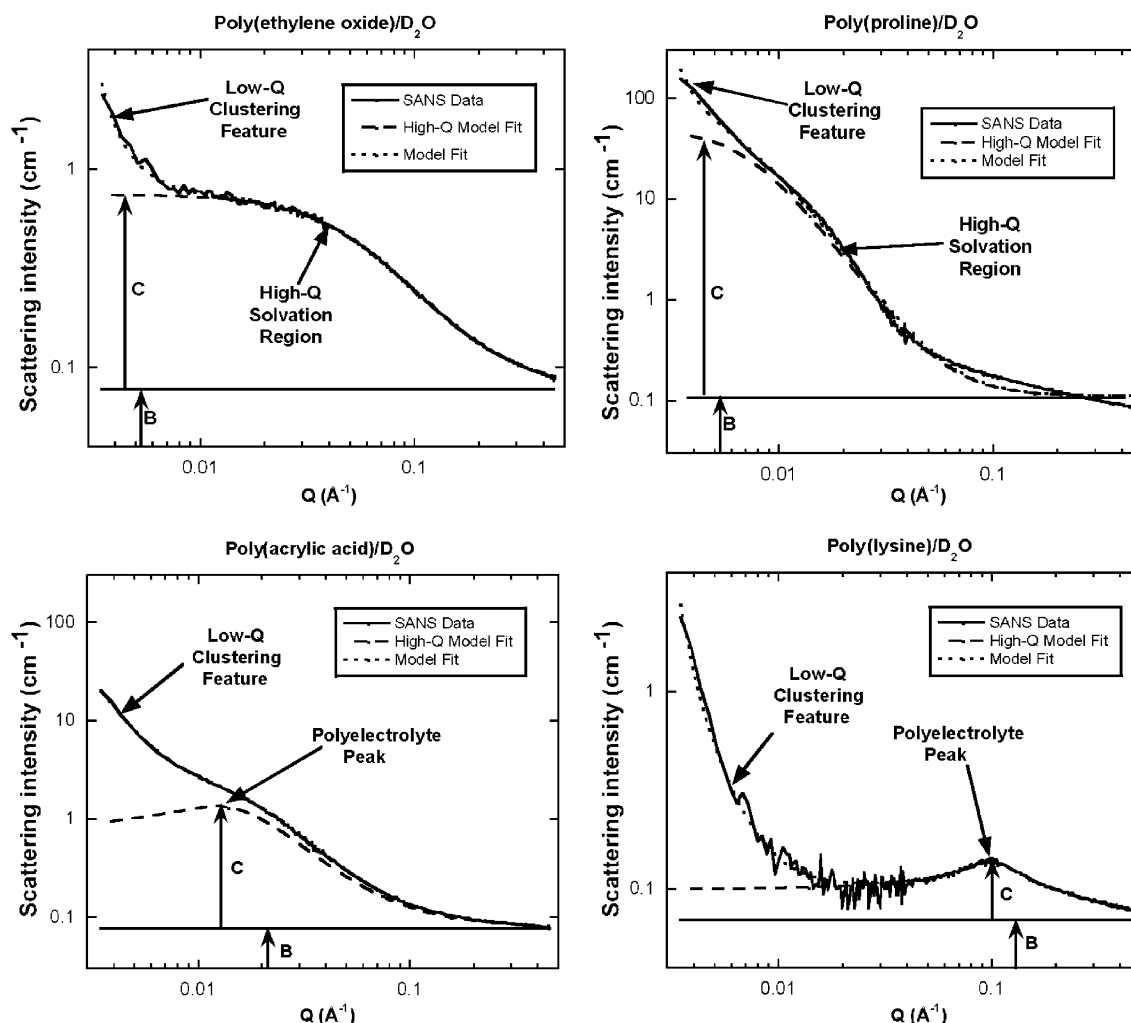 Poly(ethylene oxide)/D2O
Scattering intensity (cm-1)
1
0.1
Low-Q
Clustering
Feature
SANS Data
High-Q Model Fit
Model Fit
C
High-Q
Solvation
Region
B
0.01
0.1
Q (Å-1)
Poly(proline)/D2O
Scattering intensity (cm-1)
100
10
1
0.1
Low-Q
Clustering
Feature
SANS Data
High-Q Model Fit
Model Fit
High-Q
Solvation
Region
C
B
0.01
0.1
Q (Å-1)
Poly(acrylic acid)/D2O
Scattering intensity (cm-1)
100
10
1
0.1
Low-Q
Clustering
Feature
SANS Data
High-Q Model Fit
Model Fit
Polyelectrolyte
Peak
C
B
0.01
0.1
Q (Å-1)
Poly(lysine)/D2O
Scattering intensity (cm-1)
1
0.1
SANS Data
High-Q Model Fit
Model Fit
Low-Q
Clustering
Feature
Polyelectrolyte
Peak
C
B
0.01
0.1
Q (Å-1)